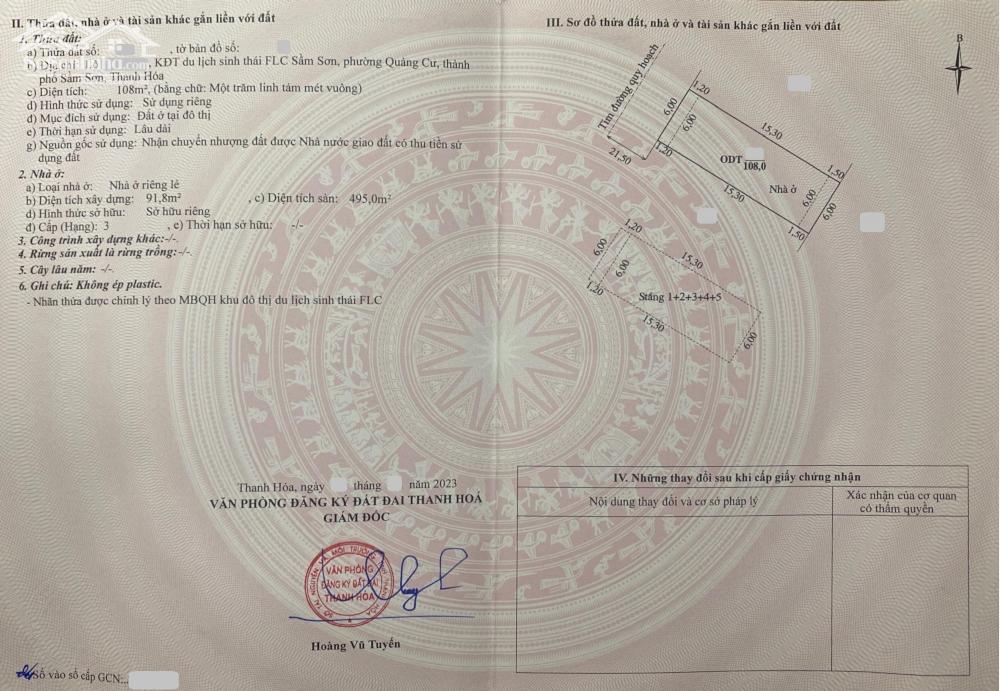 II. Thửa đất, nhà ở và tài sản khác gắn liền với đất
1. Thửa đất:
a) Thửa đất số: , tờ bản đồ số:
b) Địa chỉ: Lô , KĐT du lịch sinh thái FLC Sầm Sơn, phường Quảng Cư, thành
phố Sầm Sơn, Thanh Hóa
c) Diện tích: 108m², (bằng chữ: Một trăm linh tám mét vuông)
d) Hình thức sử dụng: Sử dụng riêng
đ) Mục đích sử dụng: Đất ở tại đô thị
e) Thời hạn sử dụng: Lâu dài
g) Nguồn gốc sử dụng: Nhận chuyển nhượng đất được Nhà nước giao đất có thu tiền sử
dụng đất
2. Nhà ở:
a) Loại nhà ở: Nhà ở riêng lẻ
b) Diện tích xây dựng: 91,8m² , c) Diện tích sàn: 495,0m²
d) Hình thức sở hữu: Sở hữu riêng
đ) Cấp (Hạng): 3 , e) Thời hạn sở hữu: -/-
3. Công trình xây dựng khác:-/-.
4. Rừng sản xuất là rừng trồng:-/-.
5. Cây lâu năm: -/-.
6. Ghi chú: Không ép plastic.
- Nhãn thửa được chỉnh lý theo MBQH khu đô thị du lịch sinh thái FLC
Thanh Hóa, ngày tháng năm 2023
VĂN PHÒNG ĐĂNG KÝ ĐẤT ĐAI THANH HOÁ
GIÁM ĐỐC
VĂN PHÒNG
ĐĂNG KÝ ĐẤT ĐAI
THANH HÓA
Hoàng Vũ Tuyển
Số vào sổ cấp GCN:..
III. Sơ đồ thửa đất, nhà ở và tài sản khác gắn liền với đất
B
Tim đường quy hoạch
21,50
1,20
6,00
6,00
1,20
15,30
ODT
108,0
Nhà ở
15,30
1,50
6,00
6,00
1,50
1,20
6,00
6,00
1,20
15,30
Stầng 1+2+3+4+5
15,30
6,00
IV. Những thay đổi sau khi cấp giấy chứng nhận
Nội dung thay đổi và cơ sở pháp lý
Xác nhận của cơ quan
có thẩm quyền